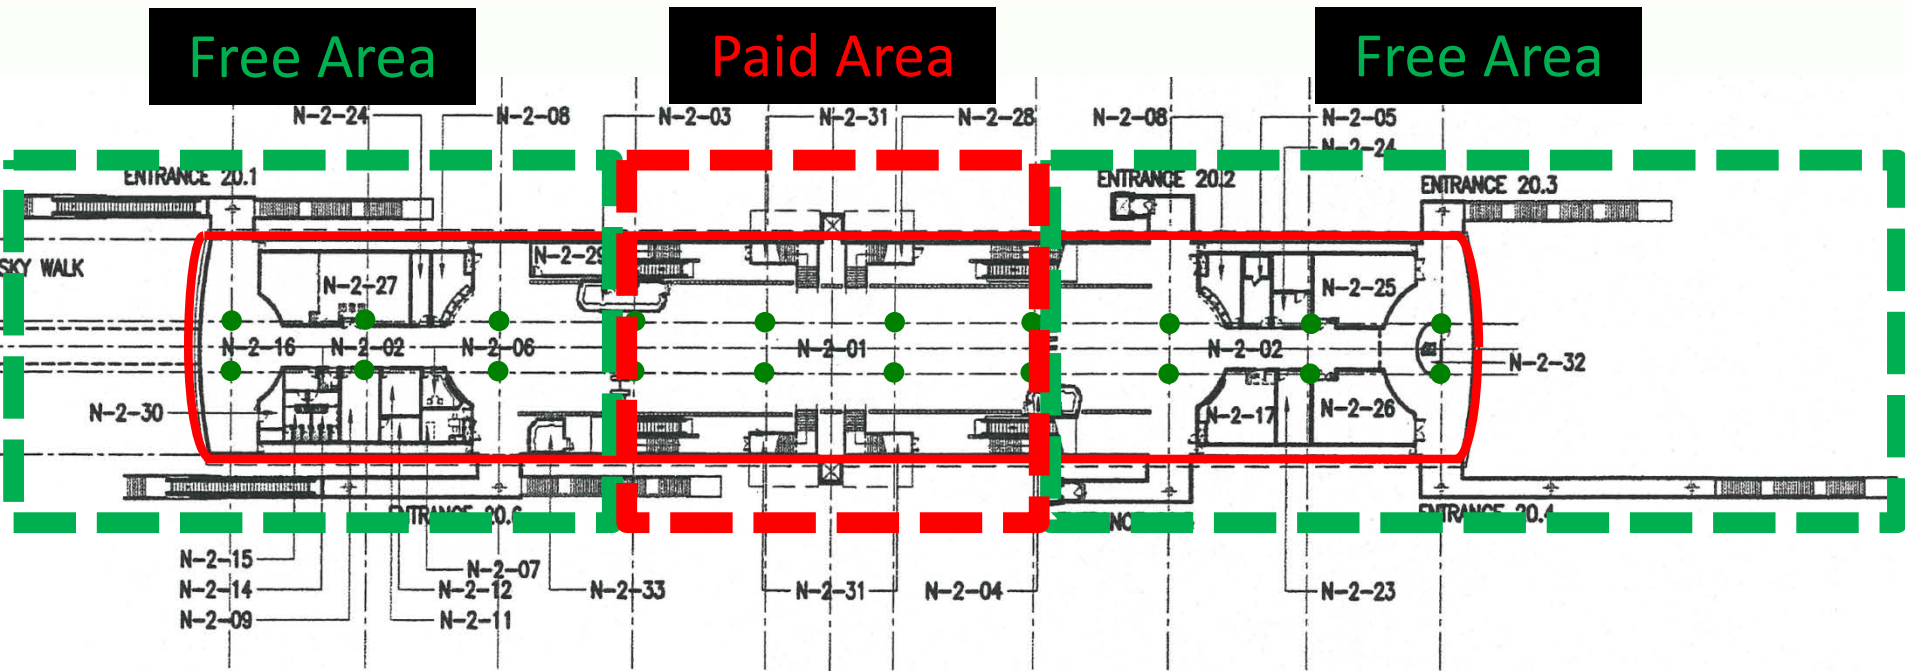 Free Area
Paid Area
Free Area
N-2-24
N-2-08
N-2-03
N-2-31
N-2-28
N-2-08
N-2-05
N-2-24
ENTRANCE 20.1
ENTRANCE 20.2
ENTRANCE 20.3
SKY WALK
N-2-29
N-2-27
N-2-25
N-2-16
N-2-02
N-2-06
N-2-01
N-2-02
N-2-32
N-2-30
N-2-17
N-2-26
ENTRANCE 20.4
N-2-15
N-2-07
N-2-14
N-2-12
N-2-33
N-2-31
N-2-04
N-2-23
N-2-09
N-2-11